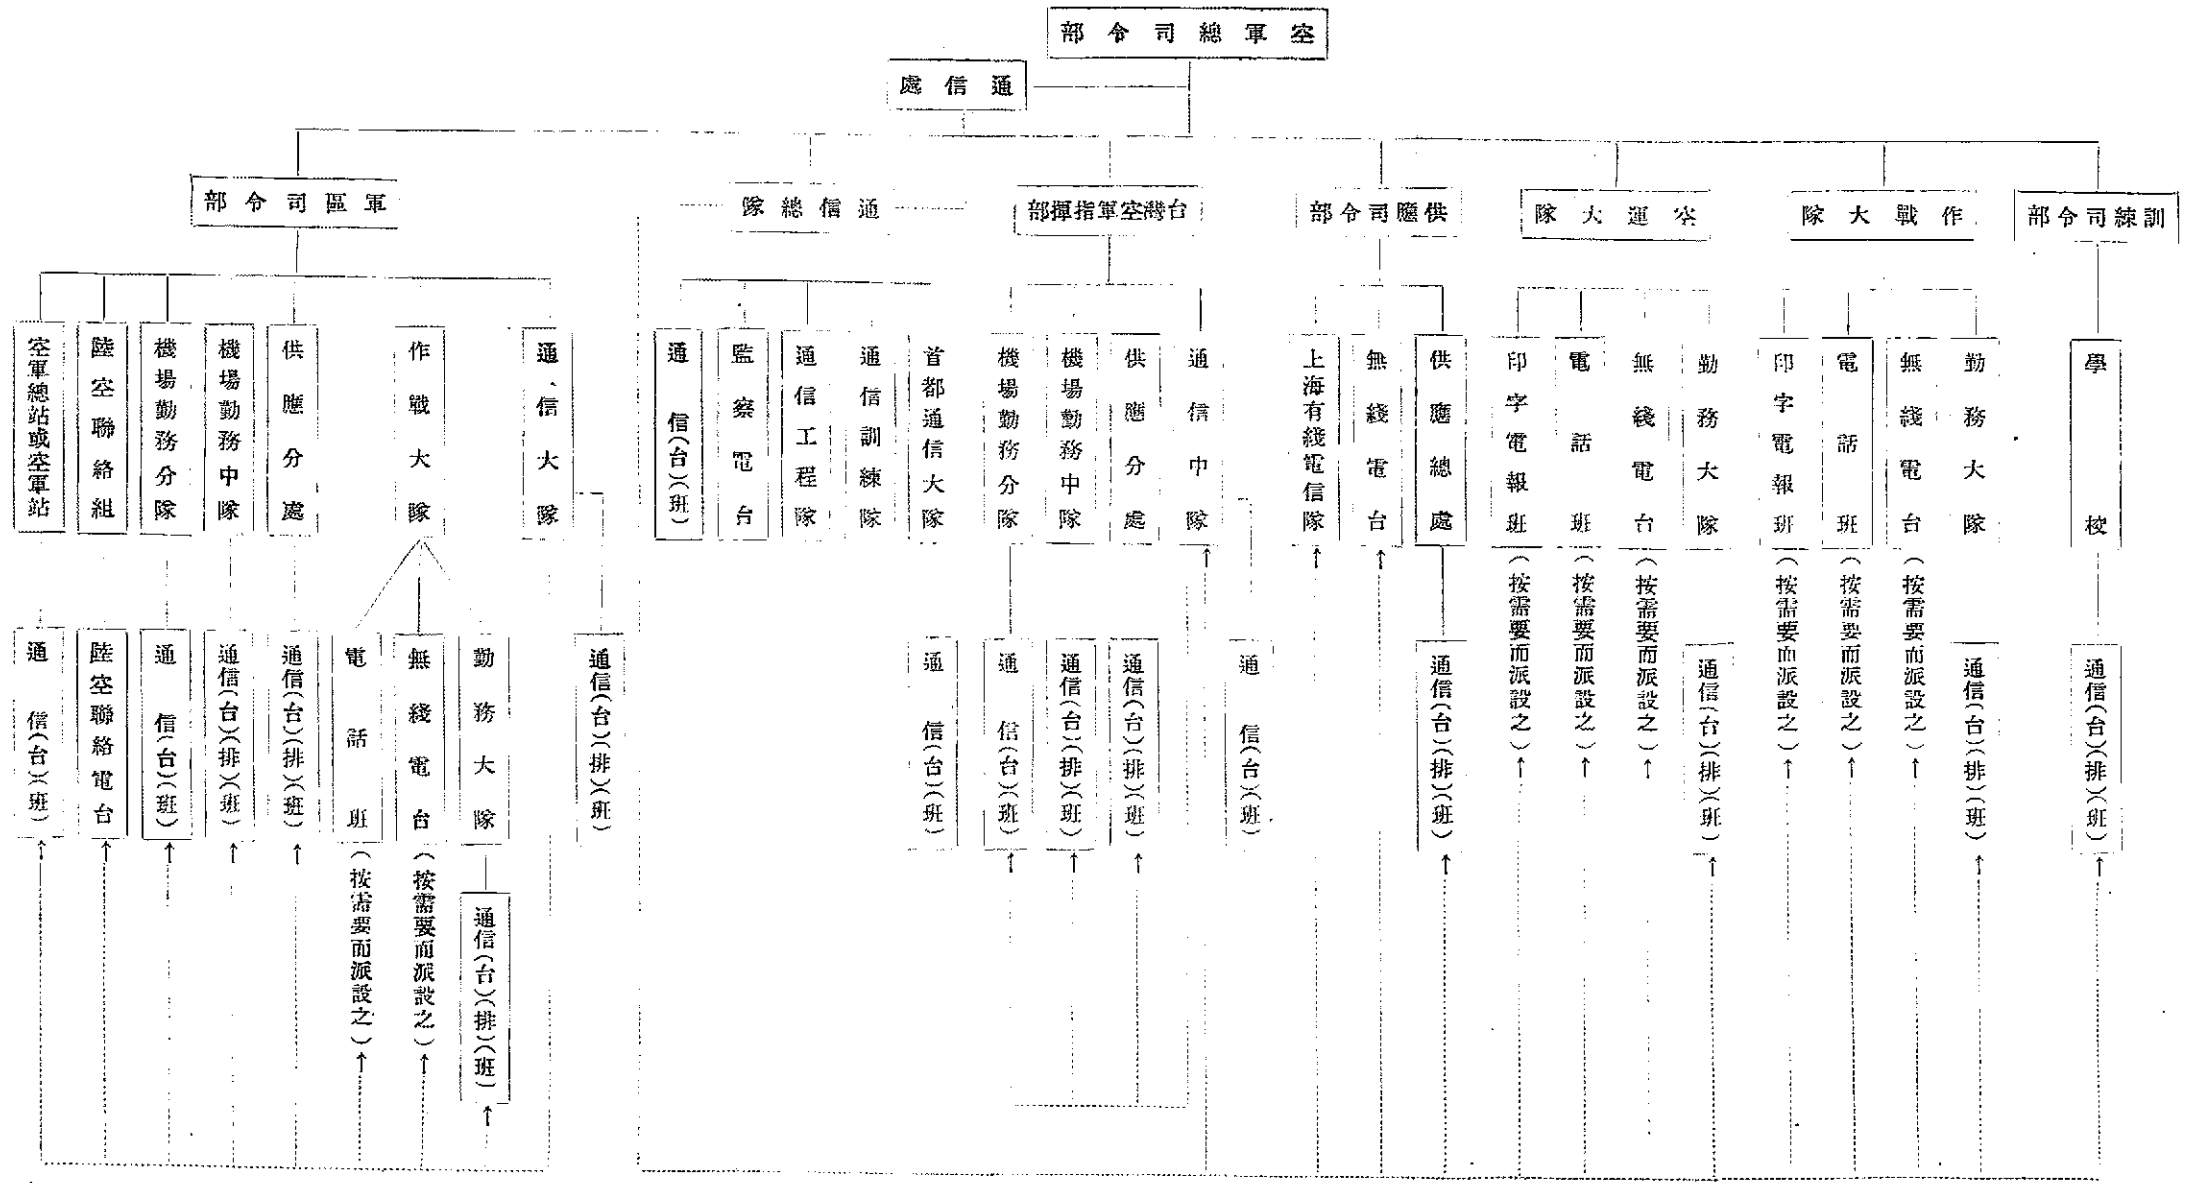 空軍總司令部
通信處
訓練司令部
作戰大隊
空運大隊
供應司令部
台灣空軍指揮部
通信總隊
軍區司令部
學校
勤務大隊
無綫電台
電話班
印字電報班
勤務大隊
無綫電台
電話班
印字電報班
供應總處
無綫電台
上海有綫電信隊
通信中隊
供應分處
機場勤務中隊
機場勤務分隊
首都通信大隊
通信訓練隊
通信工程隊
監察電台
通信(台)(班)
通信大隊
作戰大隊
供應分處
機場勤務中隊
機場勤務分隊
陸空聯絡組
空軍總站或空軍站
通信(台)(排)(班)
通信(台)(排)(班)
(按需要而派設之)
(按需要而派設之)
(按需要而派設之)
通信(台)(排)(班)
(按需要而派設之)
(按需要而派設之)
(按需要而派設之)
通信(台)(排)(班)
通信(台)(班)
通信(台)(排)(班)
通信(台)(排)(班)
通信(台)(班)
通信(台)(班)
通信(台)(排)(班)
勤務大隊
無綫電台
電話班
通信(台)(排)(班)
通信(台)(排)(班)
通信(台)(班)
陸空聯絡電台
通信(台)(班)
通信(台)(排)(班)
(按需要而派設之)
(按需要而派設之)